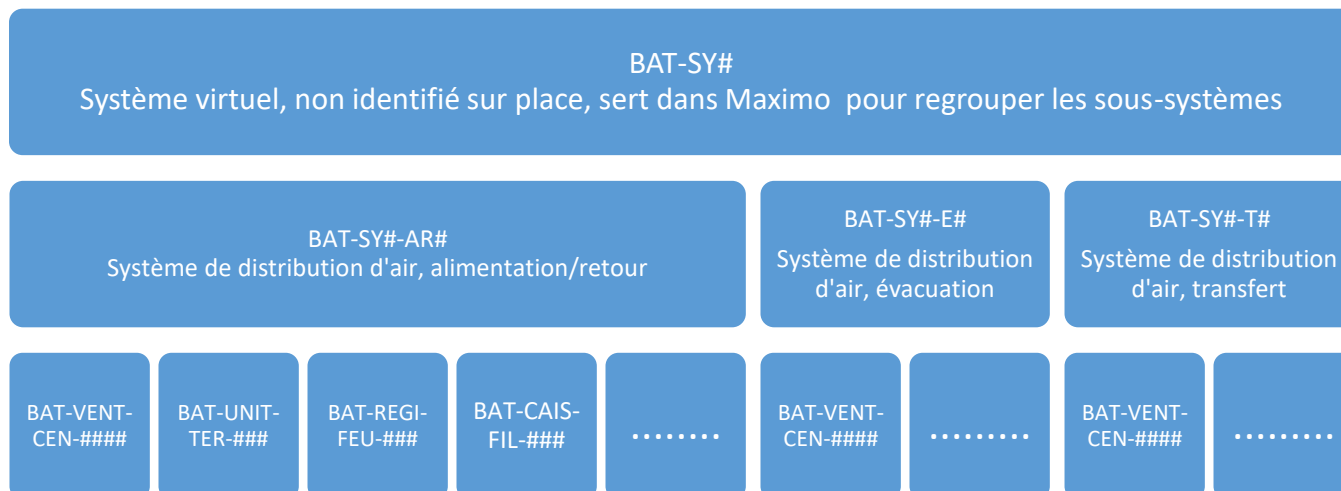 BAT-SY#
Système virtuel, non identifié sur place, sert dans Maximo pour regrouper les sous-systèmes
BAT-SY#-AR#
Système de distribution d'air, alimentation/retour
BAT-SY#-E#
Système de distribution
d'air, évacuation
BAT-SY#-T#
Système de distribution
d'air, transfert
BAT-VENT-
CEN-####
BAT-UNIT-
TER-###
BAT-REGI-
FEU-###
BAT-CAIS-
FIL-###
........
BAT-VENT-
CEN-####
.........
BAT-VENT-
CEN-####
.........